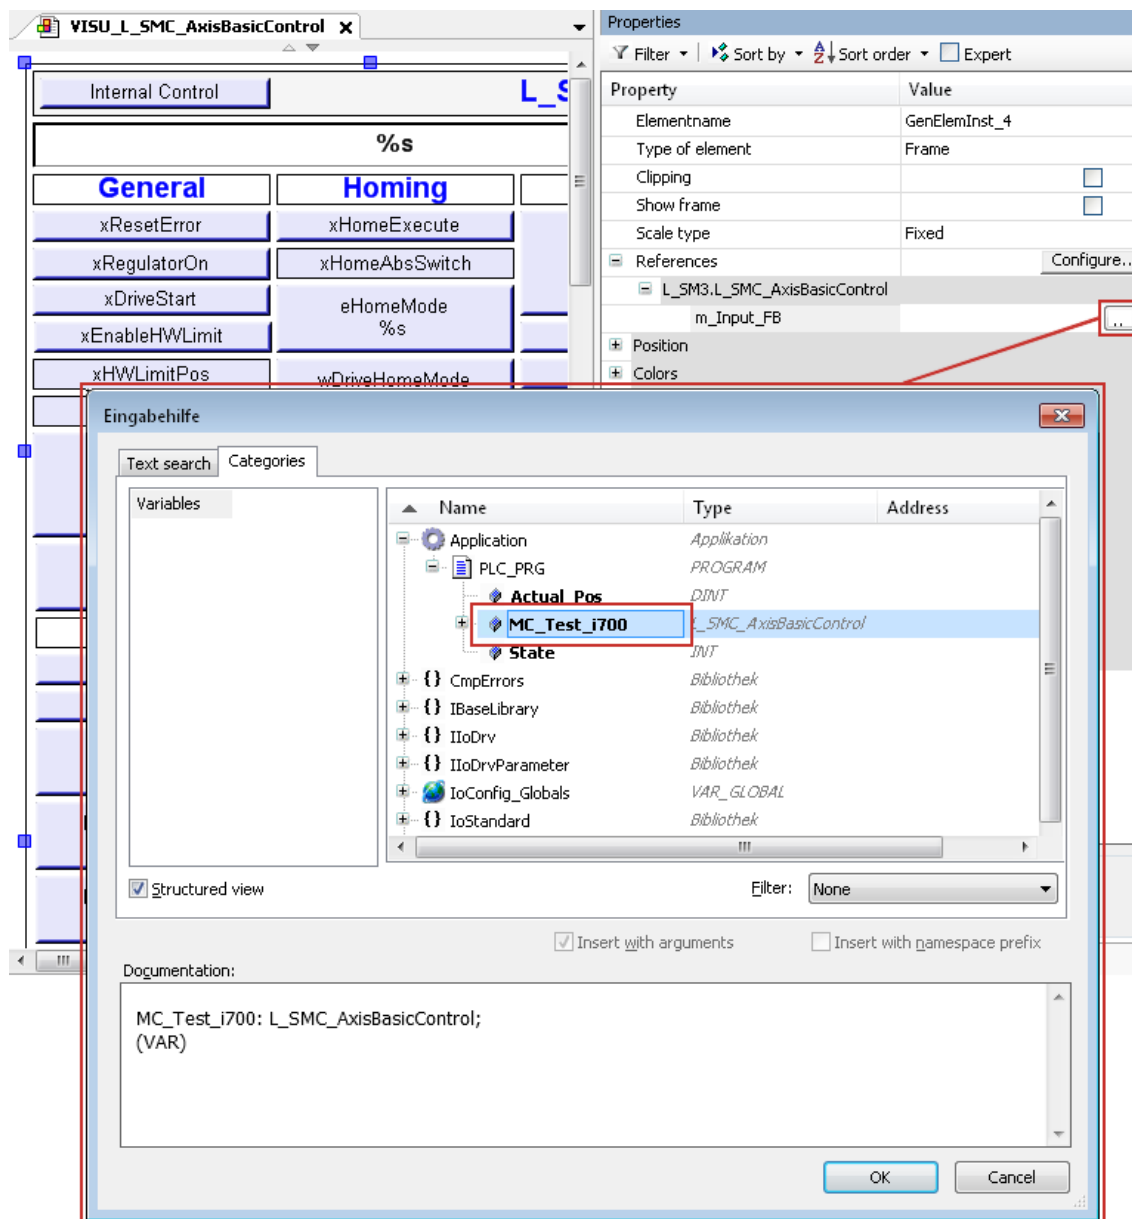 VISU_L_SMC_AxisBasicControl
Internal Control
L_S
%s
General
Homing
xResetError
xHomeExecute
xRegulatorOn
xHomeAbsSwitch
xDriveStart
eHomeMode
%s
xEnableHWLimit
xHWLimitPos
wDriveHomeMode
Properties
Filter
Sort by
Sort order
Expert
Property
Value
Elementname
GenElemInst_4
Type of element
Frame
Clipping
Show frame
Scale type
Fixed
References
Configure..
L_SM3.L_SMC_AxisBasicControl
m_Input_FB
..
Position
Colors
Eingabehilfe
Text search
Categories
Variables
Name
Type
Address
Application
Applikation
PLC_PRG
PROGRAM
Actual_Pos
DINT
MC_Test_i700
L_SMC_AxisBasicControl
State
INT
CmpErrors
Bibliothek
IBaseLibrary
Bibliothek
IIoDrv
Bibliothek
IIoDrvParameter
Bibliothek
IoConfig_Globals
VAR_GLOBAL
IoStandard
Bibliothek
Structured view
Filter:
None
Insert with arguments
Insert with namespace prefix
Documentation:
MC_Test_i700: L_SMC_AxisBasicControl;
(VAR)
OK
Cancel